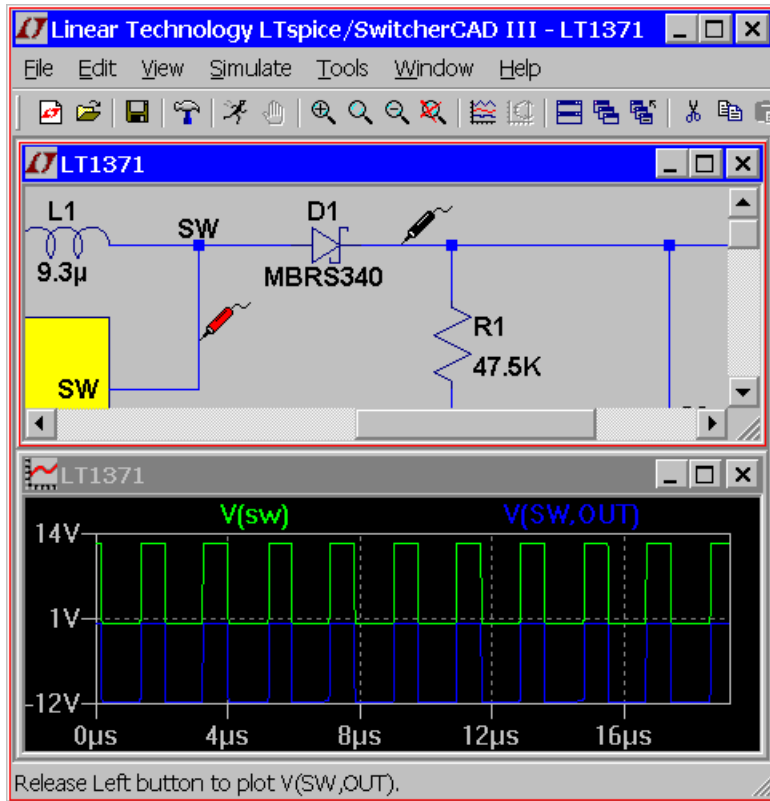 Linear Technology LTspice/SwitcherCAD III - LT1371
File Edit View Simulate Tools Window Help
LT1371
L1
SW
D1
9.3µ
MBRS340
R1
47.5K
SW
LT1371
V(sw) V(SW,OUT)
14V
1V
-12V
0µs 4µs 8µs 12µs 16µs
Release Left button to plot V(SW,OUT).